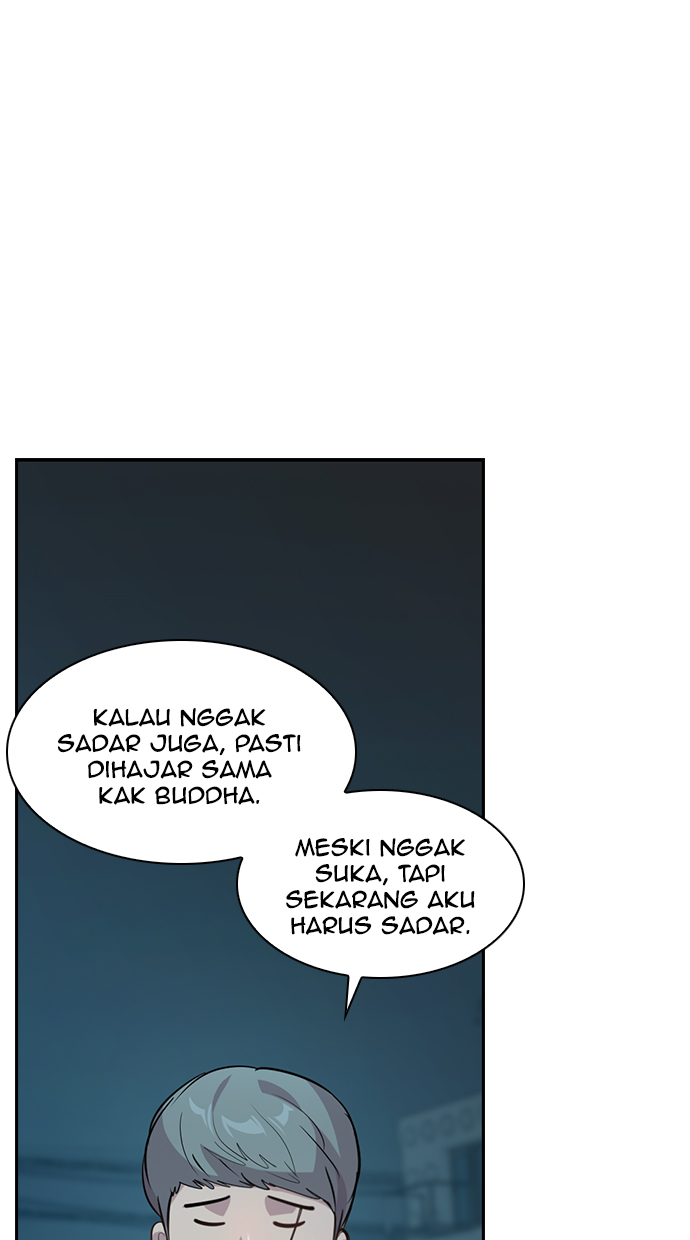 KALAU NGGAK
SADAR JUGA, PASTI
DIHAJAR SAMA
KAK BUDDHA.
MESKI NGGAK
SUKA, TAPI
SEKARANG AKU
HARUS SADAR.